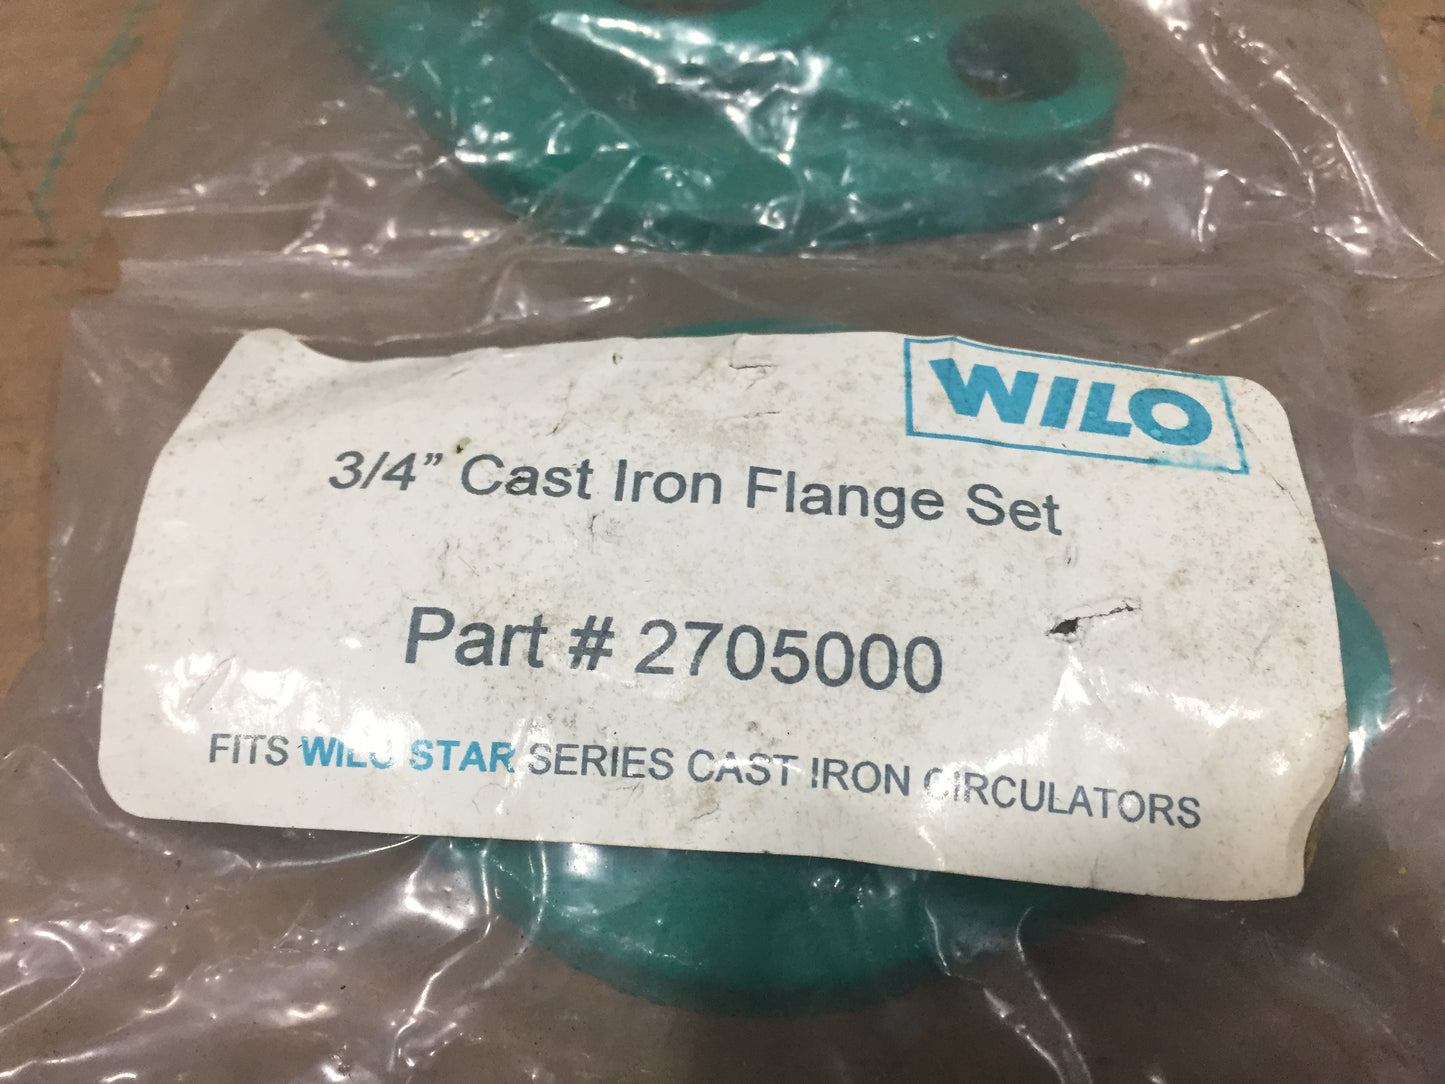 WILO
3/4” Cast Iron Flange Set
Part # 2705000
FITS WILO STAR SERIES CAST IRON CIRCULATORS